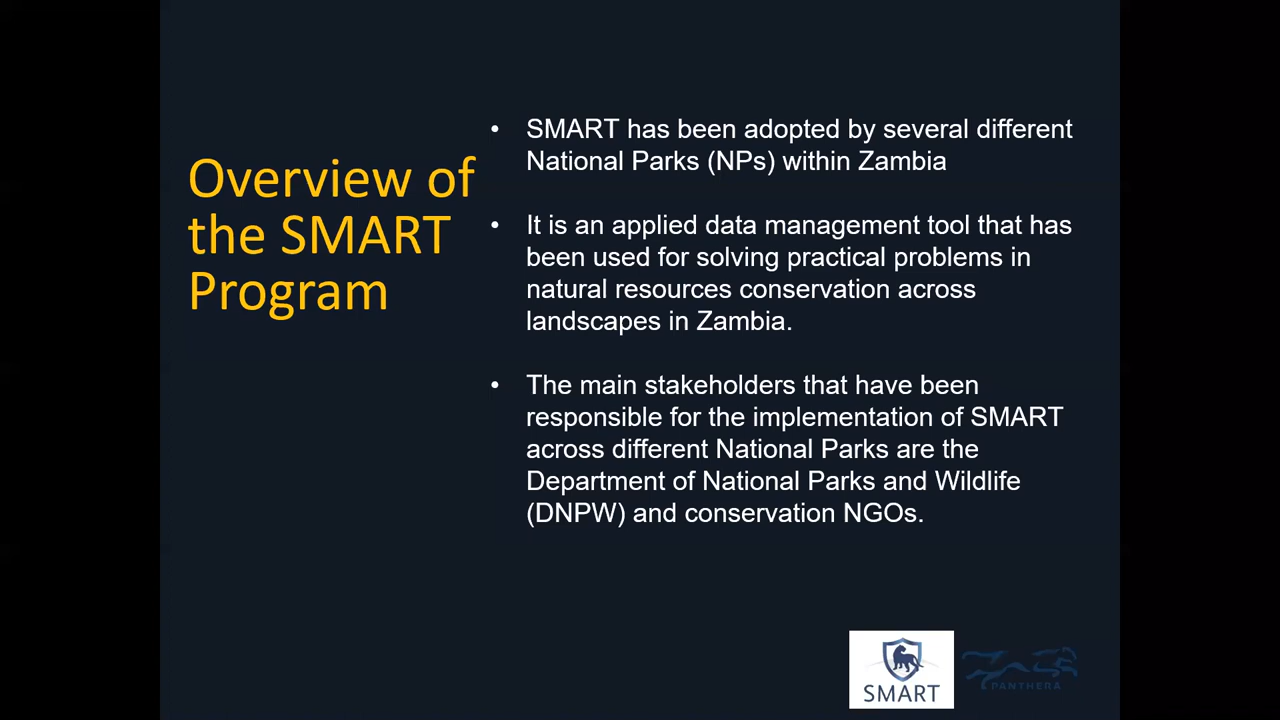 Overview of
the SMART
Program
• SMART has been adopted by several different
National Parks (NPs) within Zambia
• It is an applied data management tool that has
been used for solving practical problems in
natural resources conservation across
landscapes in Zambia.
• The main stakeholders that have been
responsible for the implementation of SMART
across different National Parks are the
Department of National Parks and Wildlife
(DNPW) and conservation NGOs.
SMART
PANTHERA